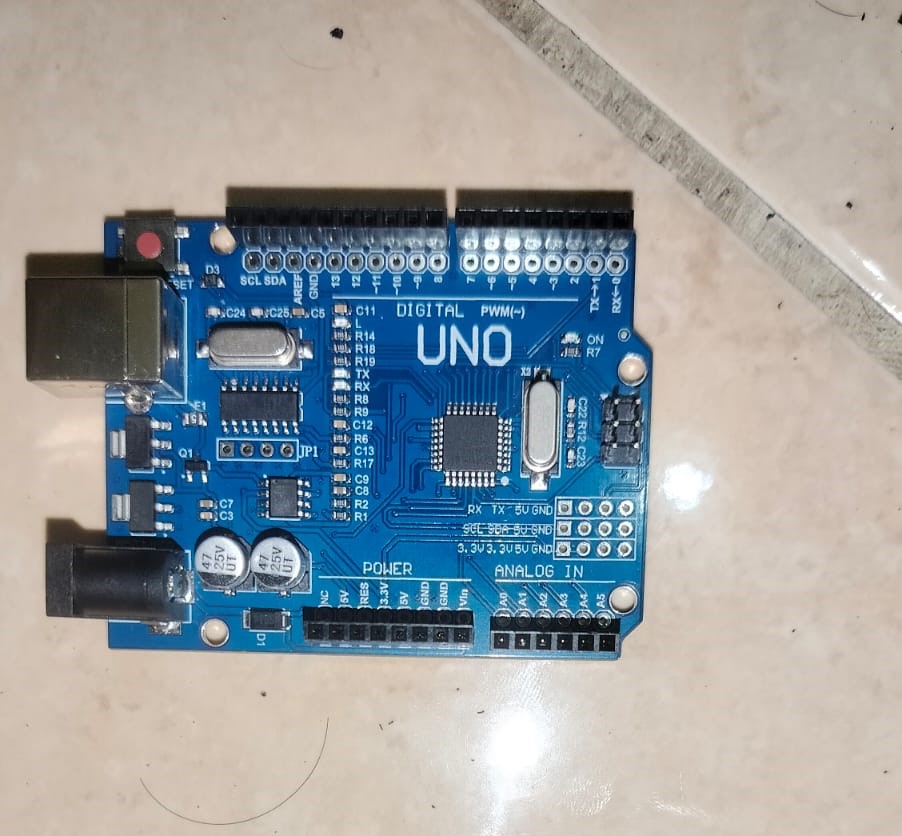 D3
SCL SDA AREF GND 13 12 ~11 ~10 ~9 8
7 ~6 ~5 4 ~3 2 TX→1 RX←0
C24 C25 C5
DIGITAL PWM(~)
UNO
C11
L
R14
R18
R19
TX
RX
R8
R9
C12
R6
C13
R17
C9
C8
R2
R1
ON
R7
X2
C22 R12 C23
JP1
Q1
C7
C3
47
25V
UT
47
25V
UT
D1
RX TX 5V GND
SCL SDA 5V GND
3.3V 3.3V 5V GND
POWER
NC 5V RES 3.3V 5V GND GND Vin
ANALOG IN
A0 A1 A2 A3 A4 A5